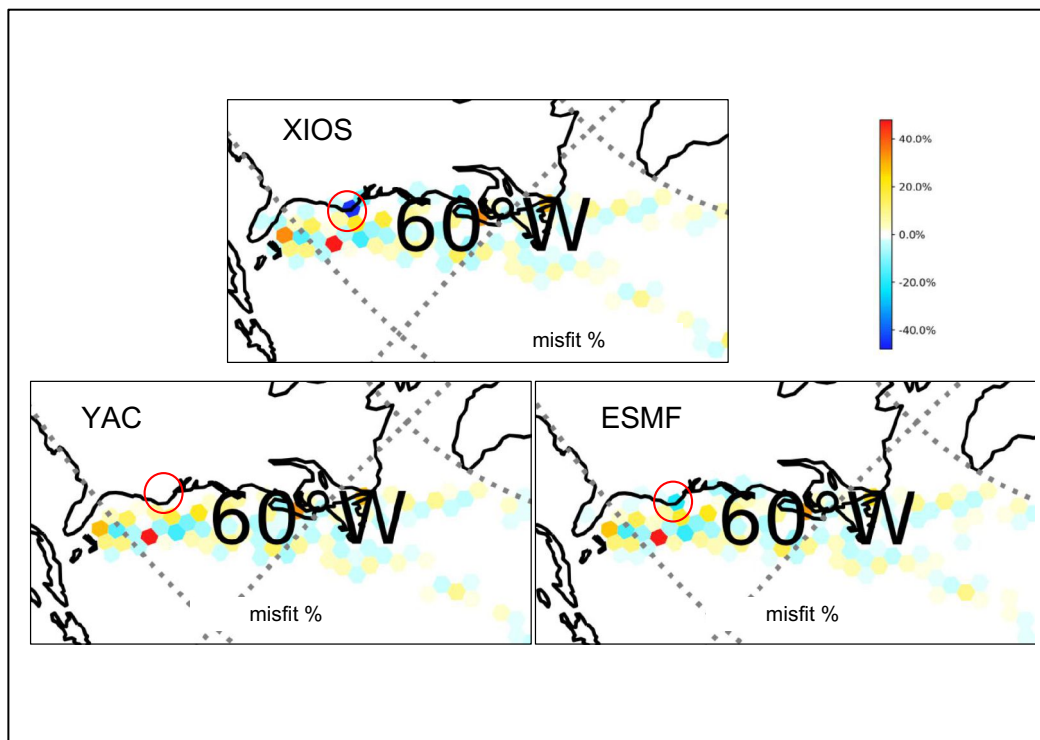 XIOS
60°W
misfit %
40.0%
20.0%
0.0%
-20.0%
-40.0%
YAC
60°W
misfit %
ESMF
60°W
misfit %